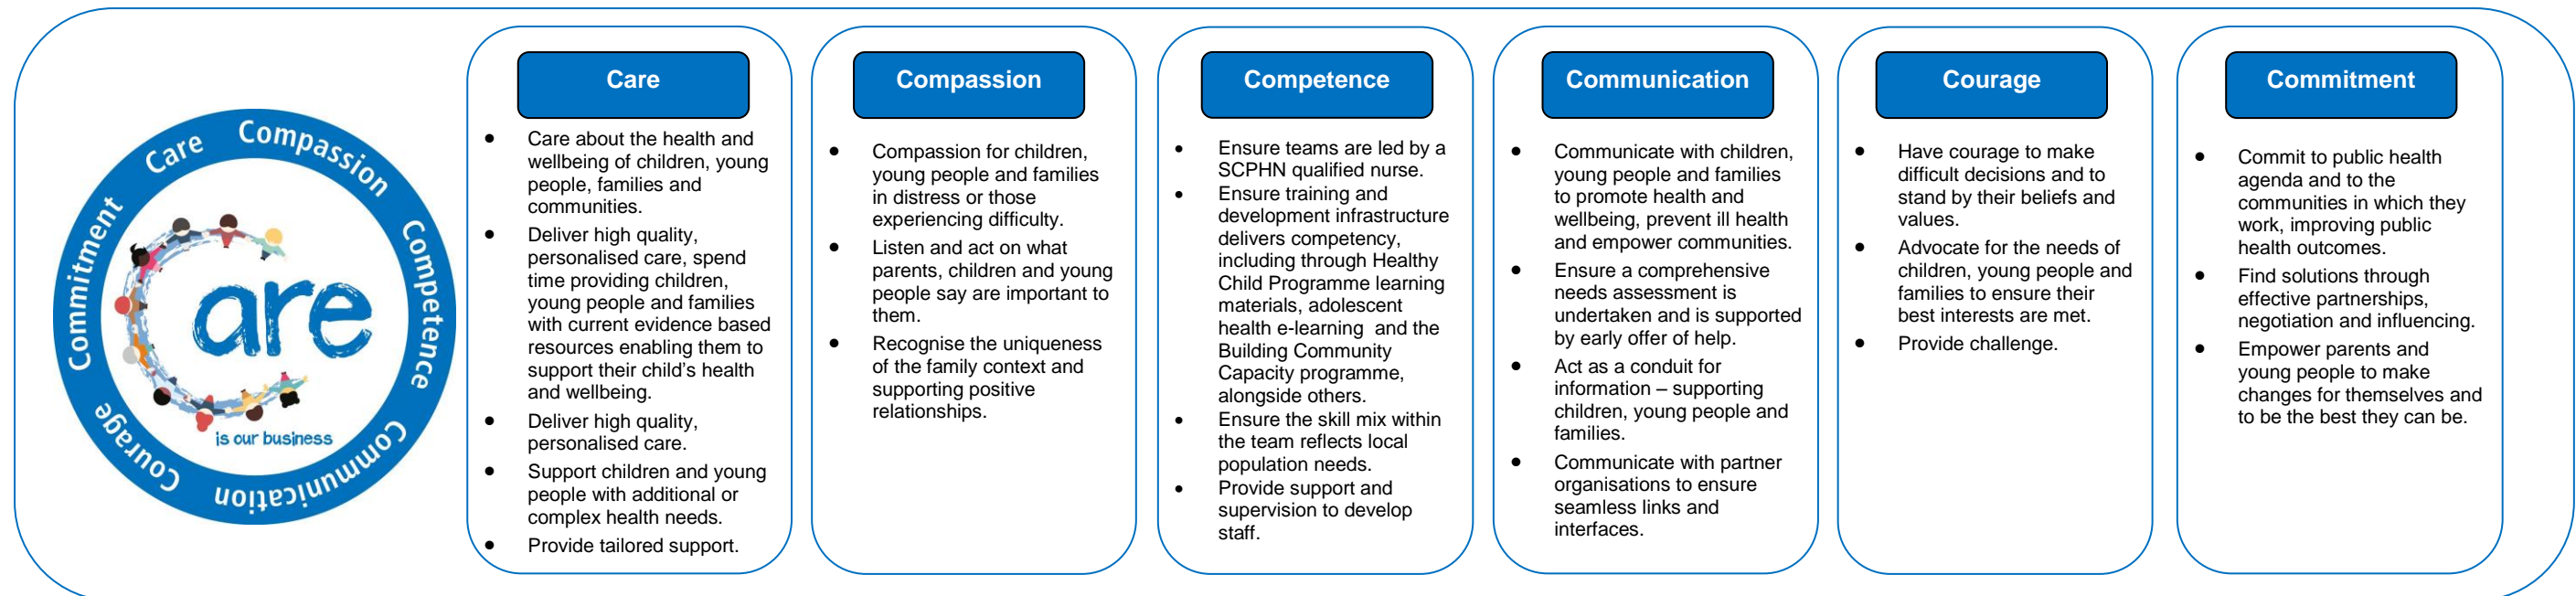 Care Compassion Competence Communication Courage Commitment
are
is our business
Care
• Care about the health and
wellbeing of children, young
people, families and
communities.
• Deliver high quality,
personalised care, spend
time providing children,
young people and families
with current evidence based
resources enabling them to
support their child's health
and wellbeing.
• Deliver high quality,
personalised care.
• Support children and young
people with additional or
complex health needs.
• Provide tailored support.
Compassion
• Compassion for children,
young people and families
in distress or those
experiencing difficulty.
• Listen and act on what
parents, children and young
people say are important to
them.
• Recognise the uniqueness
of the family context and
supporting positive
relationships.
Competence
• Ensure teams are led by a
SCPHN qualified nurse.
• Ensure training and
development infrastructure
delivers competency,
including through Healthy
Child Programme learning
materials, adolescent
health e-learning and the
Building Community
Capacity programme,
alongside others.
• Ensure the skill mix within
the team reflects local
population needs.
• Provide support and
supervision to develop
staff.
Communication
• Communicate with children,
young people and families
to promote health and
wellbeing, prevent ill health
and empower communities.
• Ensure a comprehensive
needs assessment is
undertaken and is supported
by early offer of help.
• Act as a conduit for
information – supporting
children, young people and
families.
• Communicate with partner
organisations to ensure
seamless links and
interfaces.
Courage
• Have courage to make
difficult decisions and to
stand by their beliefs and
values.
• Advocate for the needs of
children, young people and
families to ensure their
best interests are met.
• Provide challenge.
Commitment
• Commit to public health
agenda and to the
communities in which they
work, improving public
health outcomes.
• Find solutions through
effective partnerships,
negotiation and influencing.
• Empower parents and
young people to make
changes for themselves and
to be the best they can be.